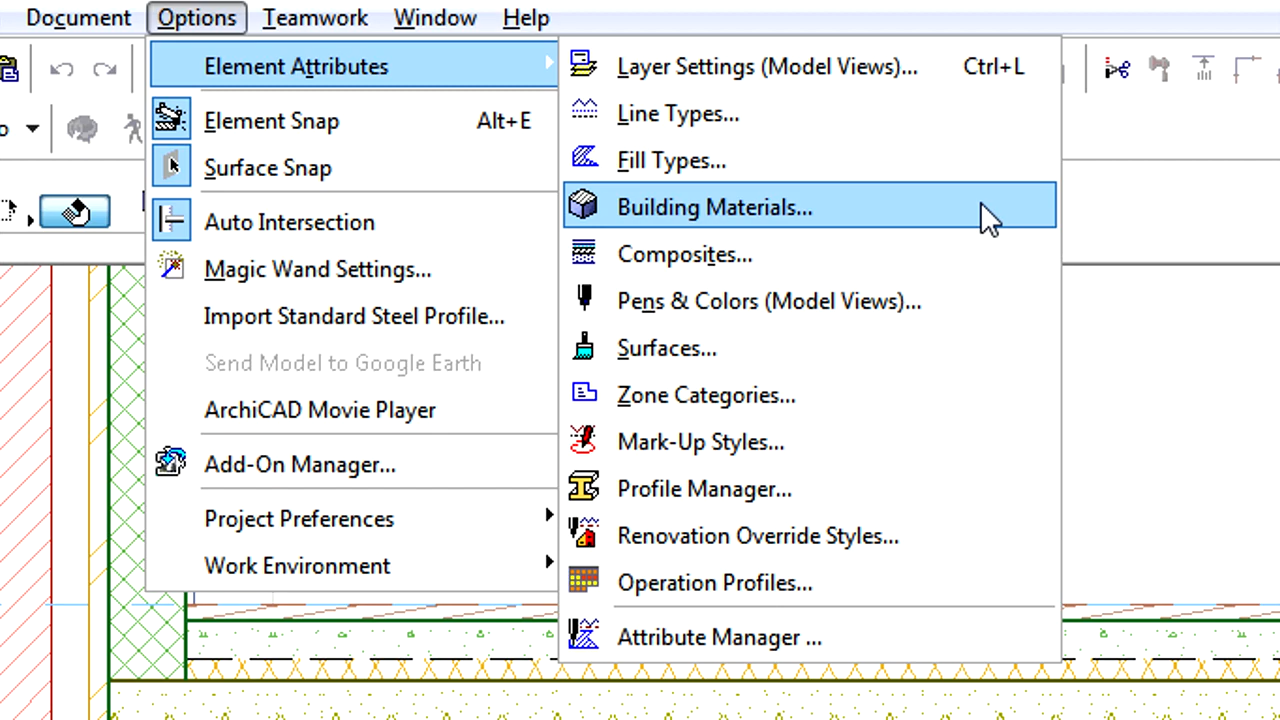 Document Options Teamwork Window Help
Element Attributes
Element Snap Alt+E
Surface Snap
Auto Intersection
Magic Wand Settings...
Import Standard Steel Profile...
Send Model to Google Earth
ArchiCAD Movie Player
Add-On Manager...
Project Preferences
Work Environment
Layer Settings (Model Views)... Ctrl+L
Line Types...
Fill Types...
Building Materials...
Composites...
Pens & Colors (Model Views)...
Surfaces...
Zone Categories...
Mark-Up Styles...
Profile Manager...
Renovation Override Styles...
Operation Profiles...
Attribute Manager ...